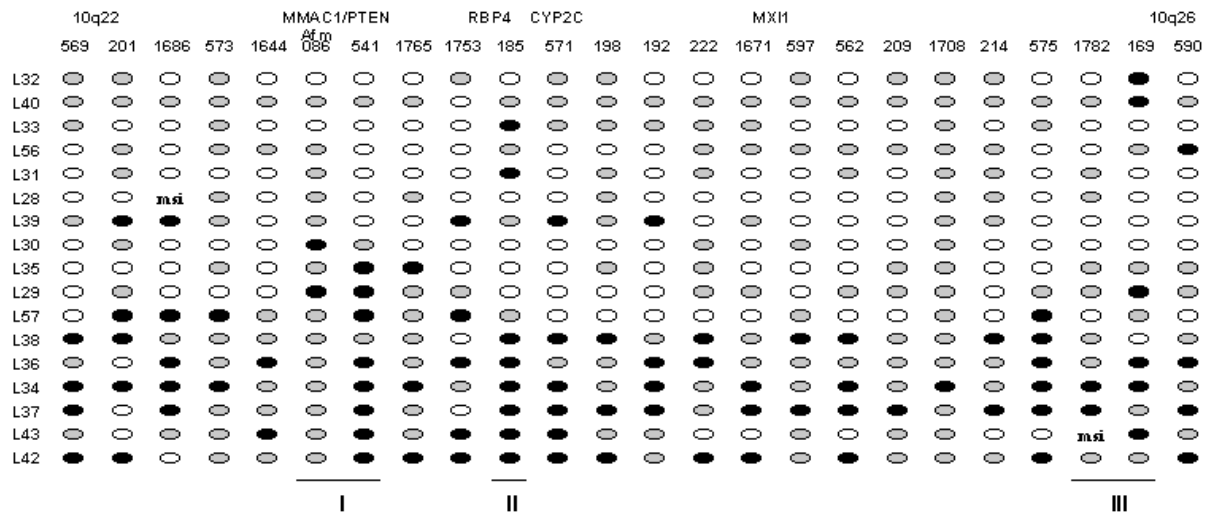 10q22 MMAC1/PTEN RBP4 CYP2C MXI1 10q26
569 201 1686 573 1644 Afm 086 541 1765 1753 185 571 198 192 222 1671 597 562 209 1708 214 575 1782 169 590
L32
L40
L33
L56
L31
L28 msi
L39
L30
L35
L29
L57
L38
L36
L34
L37
L43 msi
L42
I II III